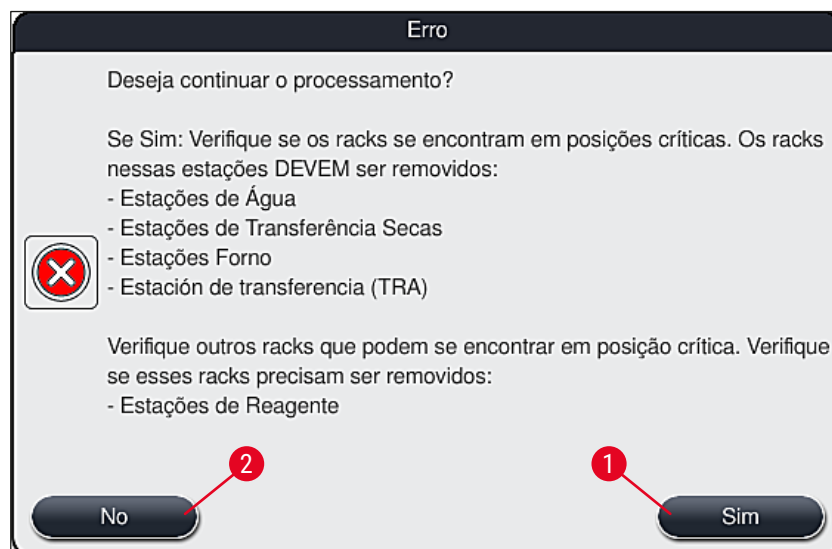 Erro
Deseja continuar o processamento?
Se Sim: Verifique se os racks se encontram em posições críticas. Os racks
nessas estações DEVEM ser removidos:
- Estações de Água
- Estações de Transferência Secas
- Estações Forno
- Estación de transferencia (TRA)
Verifique outros racks que podem se encontrar em posição crítica. Verifique
se esses racks precisam ser removidos:
- Estações de Reagente
2
1
No
Sim